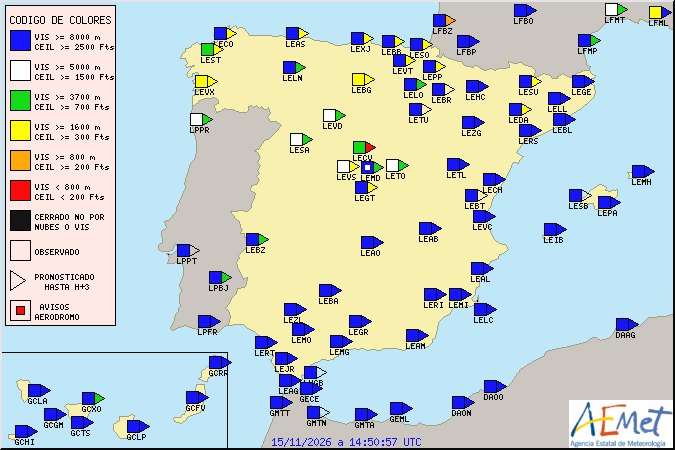 CODIGO DE COLORES
VIS >= 8000 m
CEIL >= 2500 Fts
VIS >= 5000 m
CEIL >= 1500 Fts
VIS >= 3700 m
CEIL >= 700 Fts
VIS >= 1600 m
CEIL >= 300 Fts
VIS >= 800 m
CEIL >= 200 Fts
VIS < 800 m
CEIL < 200 Fts
CERRADO NO POR
NUBES O VIS
OBSERVADO
PRONOSTICADO
HASTA H+3
AVISOS
AERODROMO
LFBO
LFMT
LFML
LFBZ
LECO
LEAS
LEXJ
LEBB
LESO
LFBP
LFMP
LEST
LEVT
LEPP
LELN
LEVX
LEBG
LELO
LEBR
LEHC
LESU
LEGE
LELL
LPPR
LEVD
LETU
LEZG
LEDA
LERS
LEBL
LESA
LECV
LEVS
LEMD
LETO
LETL
LEMH
LEGT
LECH
LEBT
LESB
LEPA
LEVC
LEIB
LEAB
LEBZ
LEAO
LPPT
LPBJ
LEAL
LEBA
LERI
LEMI
LELC
LEZL
LPFR
LEGR
LEMO
DAAG
LERT
LEMG
LEAM
LEJR
GCRR
LEAG
LXGB
GECE
DAOO
GCLA
GCXO
GCFV
GMTT
GMTN
GMTA
GEML
DAON
GCGM
GCTS
GCLP
GCHI
15/11/2026 a 14:50:57 UTC
AEMet
Agencia Estatal de Meteorología